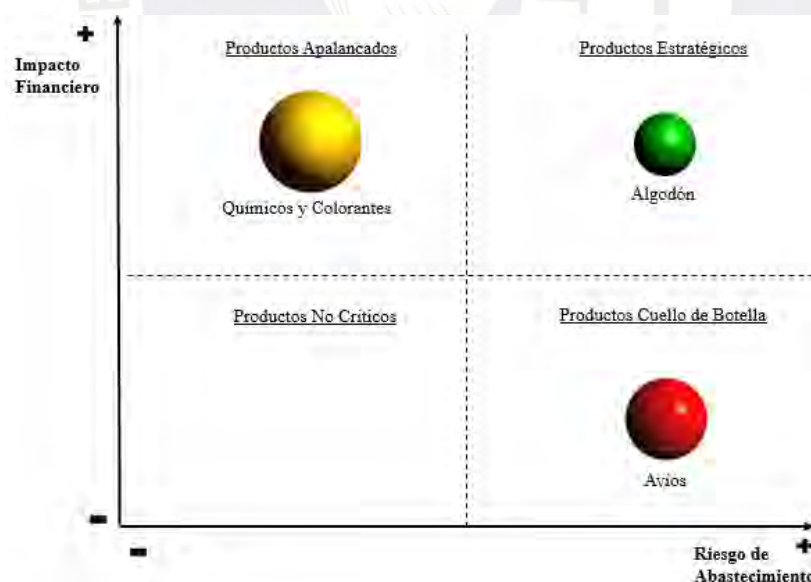 +
Impacto
Financiero
Productos Apalancados
Productos Estratégicos
Químicos y Colorantes
Algodón
Productos No Críticos
Productos Cuello de Botella
Avíos
-
-
Riesgo de
Abastecimiento
+